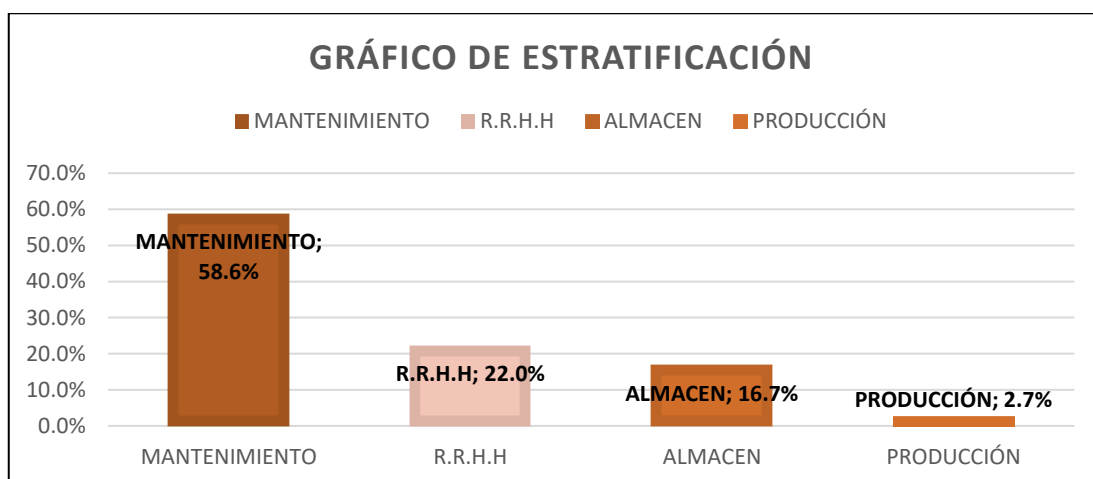 GRÁFICO DE ESTRATIFICACIÓN
MANTENIMIENTO R.R.H.H ALMACEN PRODUCCIÓN
70.0%
60.0%
50.0%
40.0%
30.0%
20.0%
10.0%
0.0%
MANTENIMIENTO;
58.6%
R.R.H.H; 22.0%
ALMACEN; 16.7%
PRODUCCIÓN; 2.7%
MANTENIMIENTO R.R.H.H ALMACEN PRODUCCIÓN